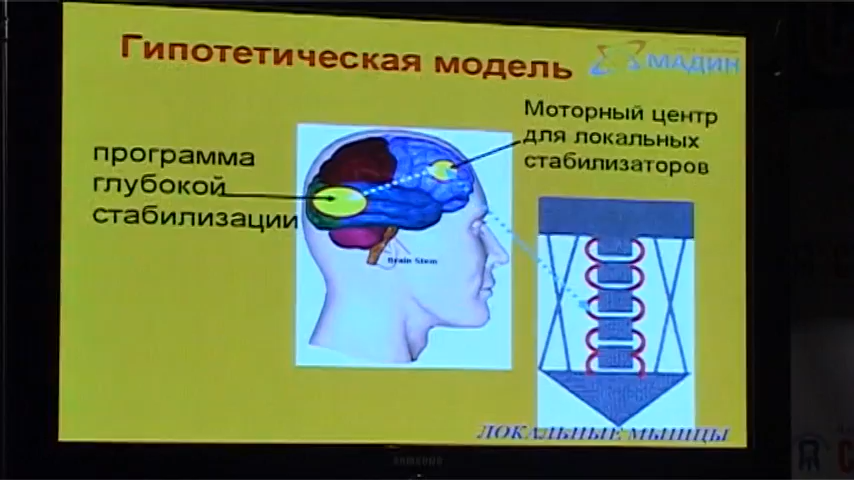 Гипотетическая модель
МАДИН
Моторный центр
для локальных
стабилизаторов
программа
глубокой
стабилизации
Brain Stem
ЛОКАЛЬНЫЕ МЫШЦЫ
SAMSUNG